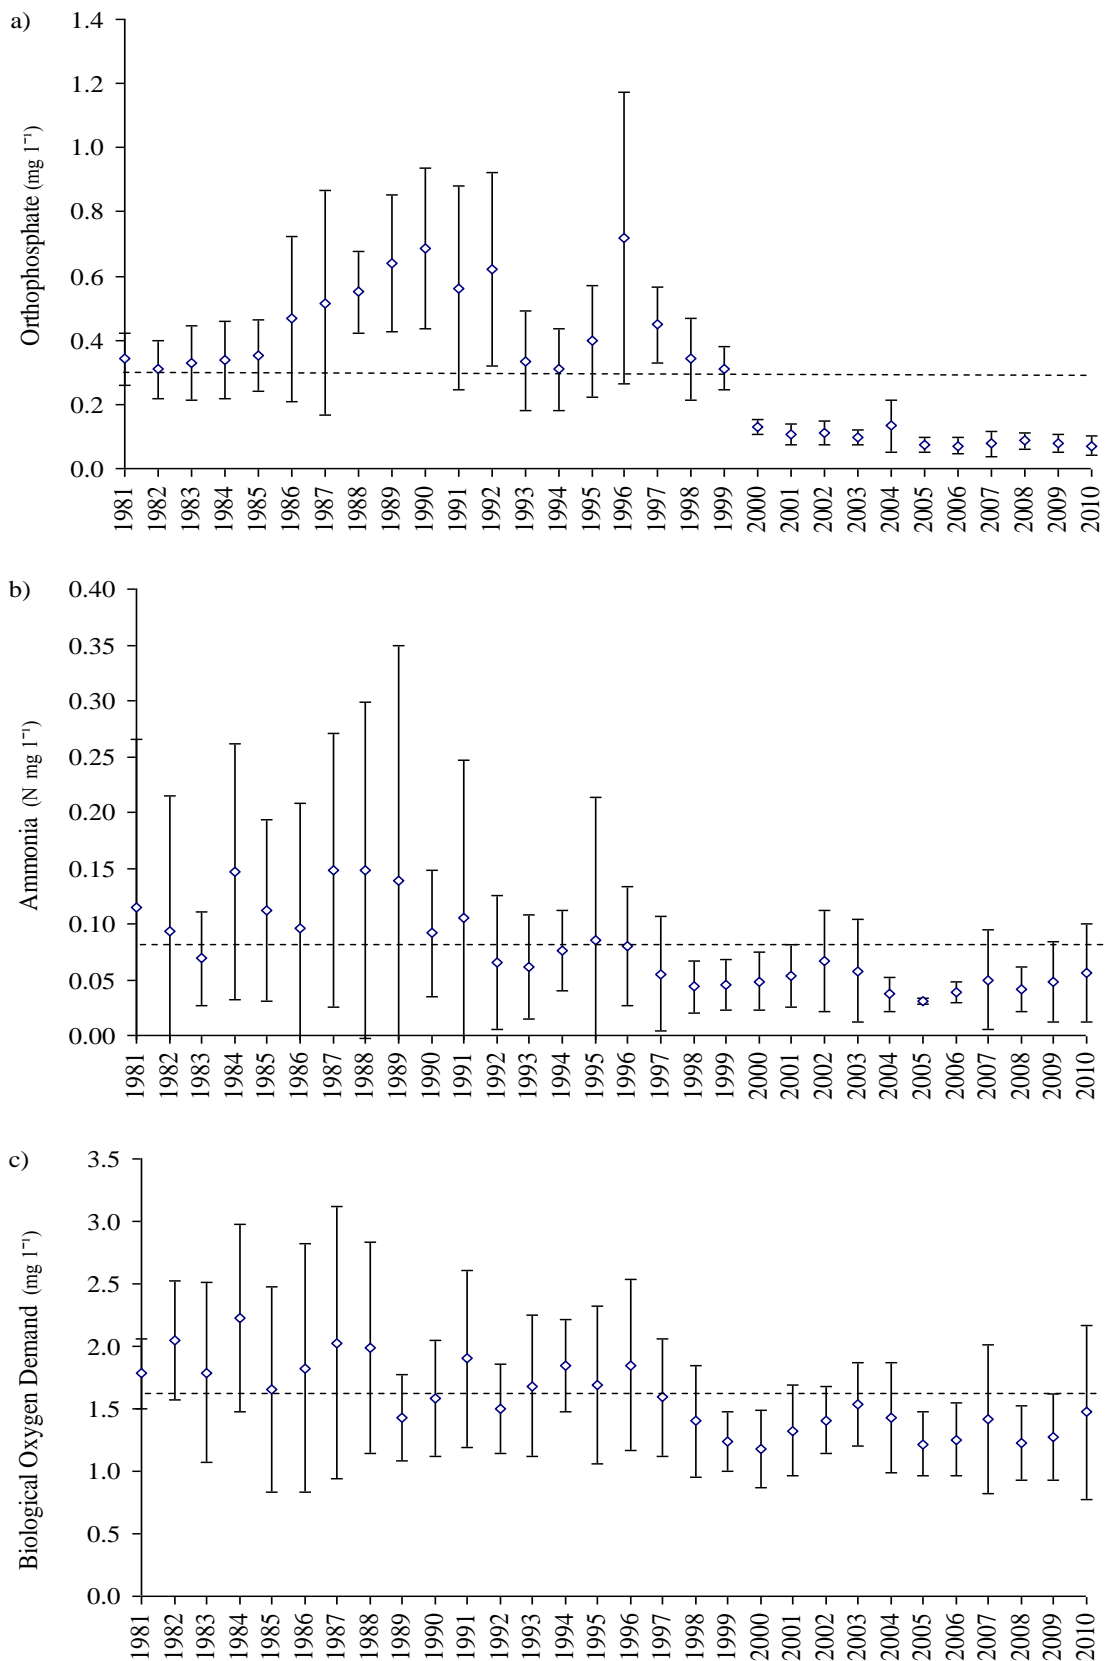 a)
Orthophosphate (mg l⁻¹)
1.4
1.2
1.0
0.8
0.6
0.4
0.2
0.0
1981 1982 1983 1984 1985 1986 1987 1988 1989 1990 1991 1992 1993 1994 1995 1996 1997 1998 1999 2000 2001 2002 2003 2004 2005 2006 2007 2008 2009 2010
b)
Ammonia (N mg l⁻¹)
0.40
0.35
0.30
0.25
0.20
0.15
0.10
0.05
0.00
1981 1982 1983 1984 1985 1986 1987 1988 1989 1990 1991 1992 1993 1994 1995 1996 1997 1998 1999 2000 2001 2002 2003 2004 2005 2006 2007 2008 2009 2010
c)
Biological Oxygen Demand (mg l⁻¹)
3.5
3.0
2.5
2.0
1.5
1.0
0.5
0.0
1981 1982 1983 1984 1985 1986 1987 1988 1989 1990 1991 1992 1993 1994 1995 1996 1997 1998 1999 2000 2001 2002 2003 2004 2005 2006 2007 2008 2009 2010